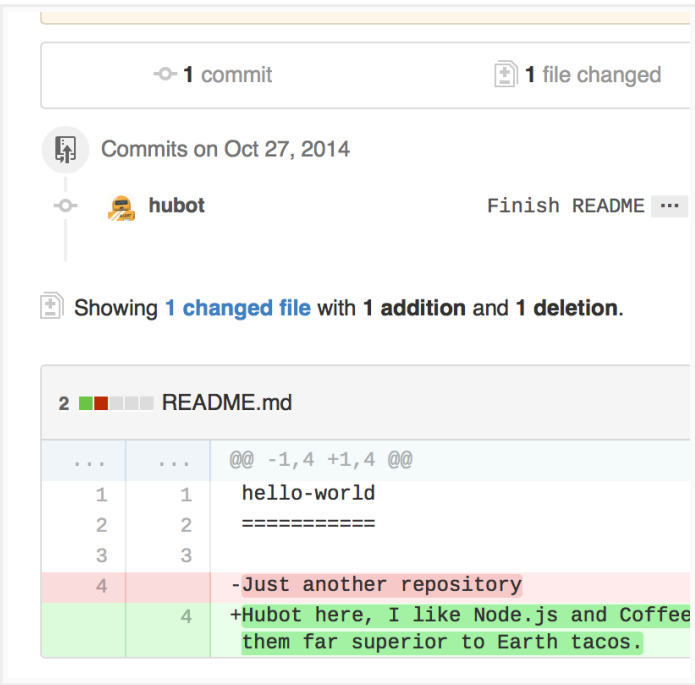 1 commit
1 file changed
Commits on Oct 27, 2014
hubot
Finish README ...
Showing 1 changed file with 1 addition and 1 deletion.
2 README.md
... ... @@ -1,4 +1,4 @@
1 1 hello-world
2 2 ===========
3 3
4 -Just another repository
4 +Hubot here, I like Node.js and Coffee
them far superior to Earth tacos.